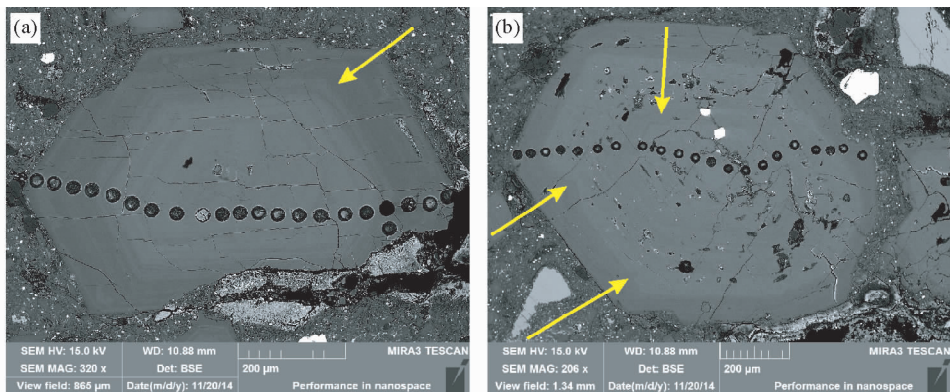 (a)
SEM HV: 15.0 kV WD: 10.88 mm MIRA3 TESCAN
SEM MAG: 320 x Det: BSE 200 µm
View field: 865 µm Date(m/d/y): 11/20/14 Performance in nanospace
(b)
SEM HV: 15.0 kV WD: 10.88 mm MIRA3 TESCAN
SEM MAG: 206 x Det: BSE 200 µm
View field: 1.34 mm Date(m/d/y): 11/20/14 Performance in nanospace